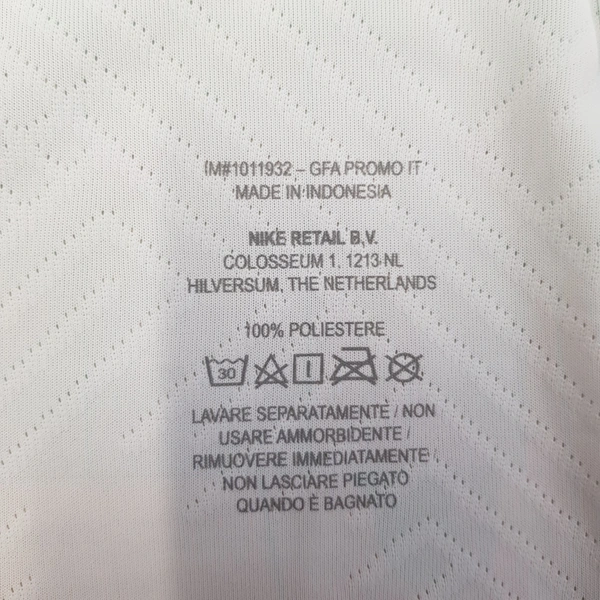 IM#1011932 – GFA PROMO IT
MADE IN INDONESIA
NIKE RETAIL B.V.
COLOSSEUM 1, 1213 NL
HILVERSUM, THE NETHERLANDS
100% POLIESTERE
30
LAVARE SEPARATAMENTE / NON
USARE AMMORBIDENTE /
RIMUOVERE IMMEDIATAMENTE /
NON LASCIARE PIEGATO
QUANDO È BAGNATO